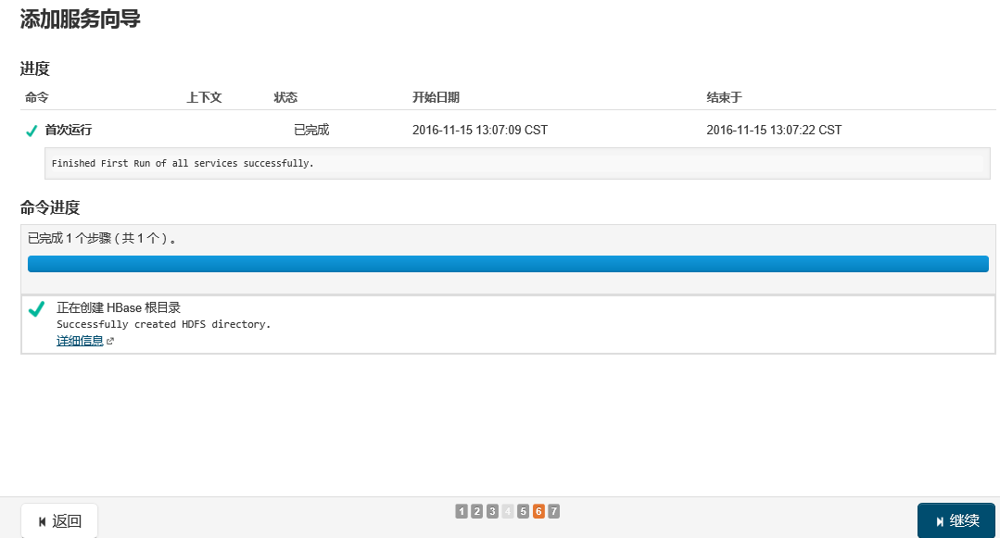 添加服务向导
进度
命令 上下文 状态 开始日期 结束于
首次运行 已完成 2016-11-15 13:07:09 CST 2016-11-15 13:07:22 CST
Finished First Run of all services successfully.
命令进度
已完成 1 个步骤 ( 共 1 个 ) 。
正在创建 HBase 根目录
Successfully created HDFS directory.
详细信息
返回 1 2 3 4 5 6 7 继续